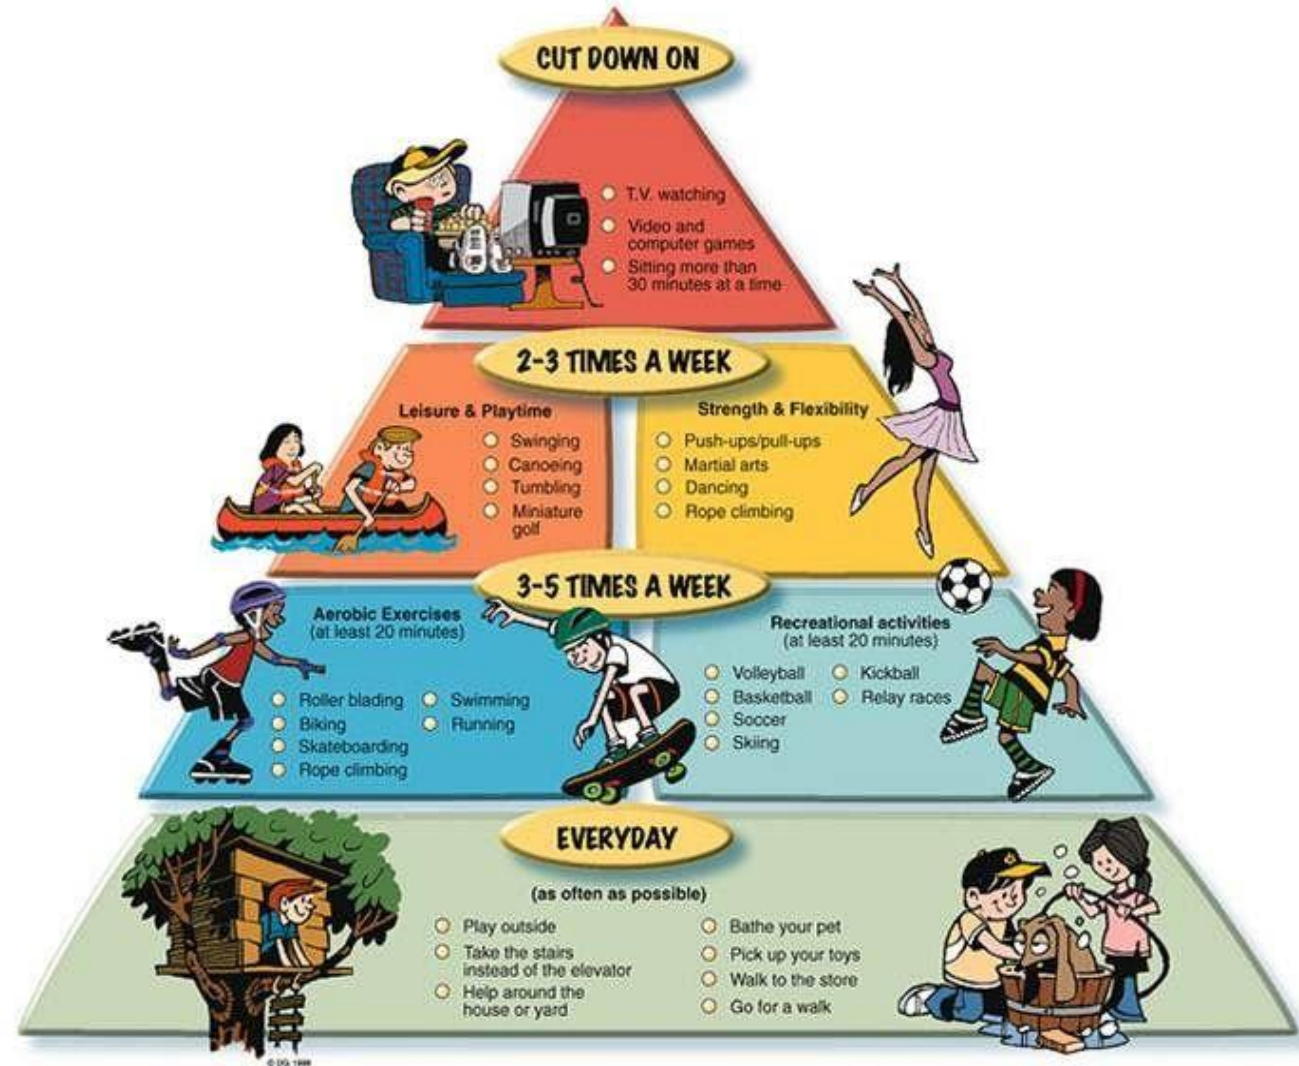 CUT DOWN ON
T.V. watching
Video and
computer games
Sitting more than
30 minutes at a time
2-3 TIMES A WEEK
Leisure & Playtime
Swinging
Canoeing
Tumbling
Miniature
golf
Strength & Flexibility
Push-ups/pull-ups
Martial arts
Dancing
Rope climbing
3-5 TIMES A WEEK
Aerobic Exercises
(at least 20 minutes)
Roller blading
Biking
Skateboarding
Rope climbing
Swimming
Running
Recreational activities
(at least 20 minutes)
Volleyball
Basketball
Soccer
Skiing
Kickball
Relay races
EVERYDAY
(as often as possible)
Play outside
Take the stairs
instead of the elevator
Help around the
house or yard
Bathe your pet
Pick up your toys
Walk to the store
Go for a walk